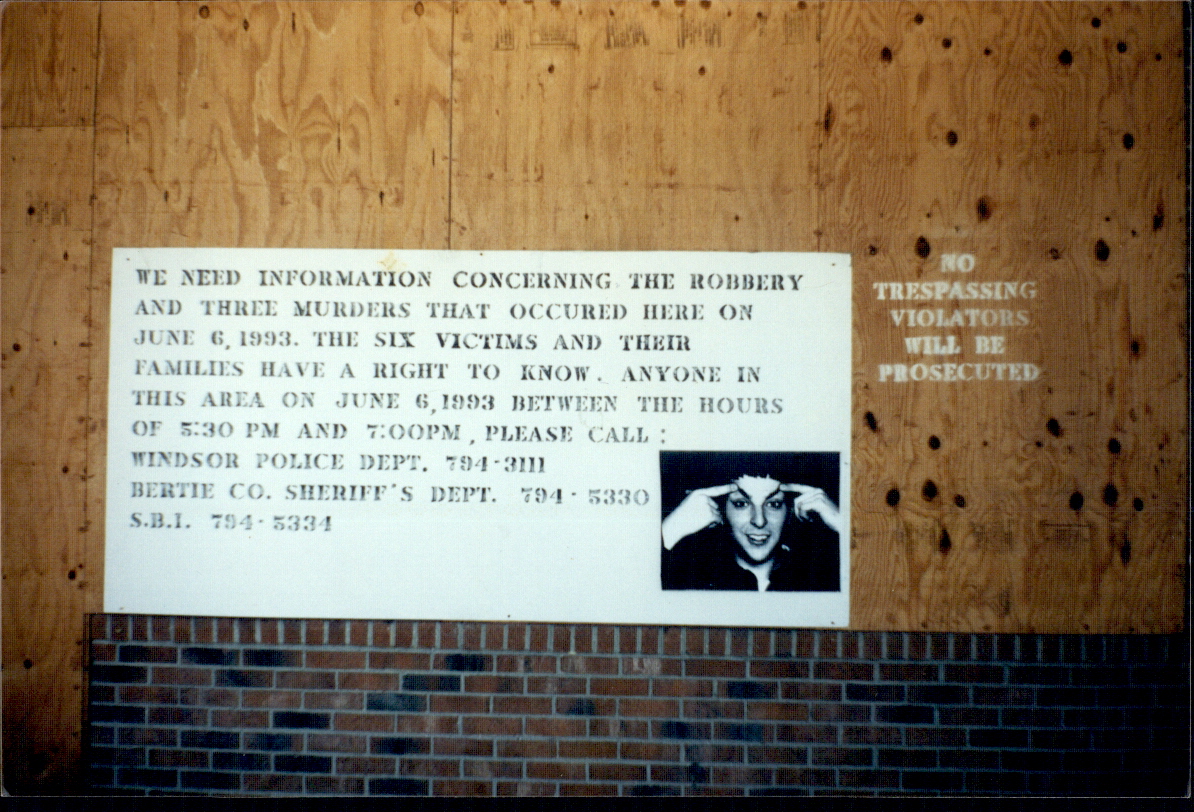 WE NEED INFORMATION CONCERNING THE ROBBERY
AND THREE MURDERS THAT OCCURED HERE ON
JUNE 6, 1993. THE SIX VICTIMS AND THEIR
FAMILIES HAVE A RIGHT TO KNOW. ANYONE IN
THIS AREA ON JUNE 6,1993 BETWEEN THE HOURS
OF 5:30 PM AND 7:00PM, PLEASE CALL:
WINDSOR POLICE DEPT. 794-3111
BERTIE CO. SHERIFF'S DEPT. 794-5330
S.B.I. 794-5334
NO
TRESPASSING
VIOLATORS
WILL BE
PROSECUTED